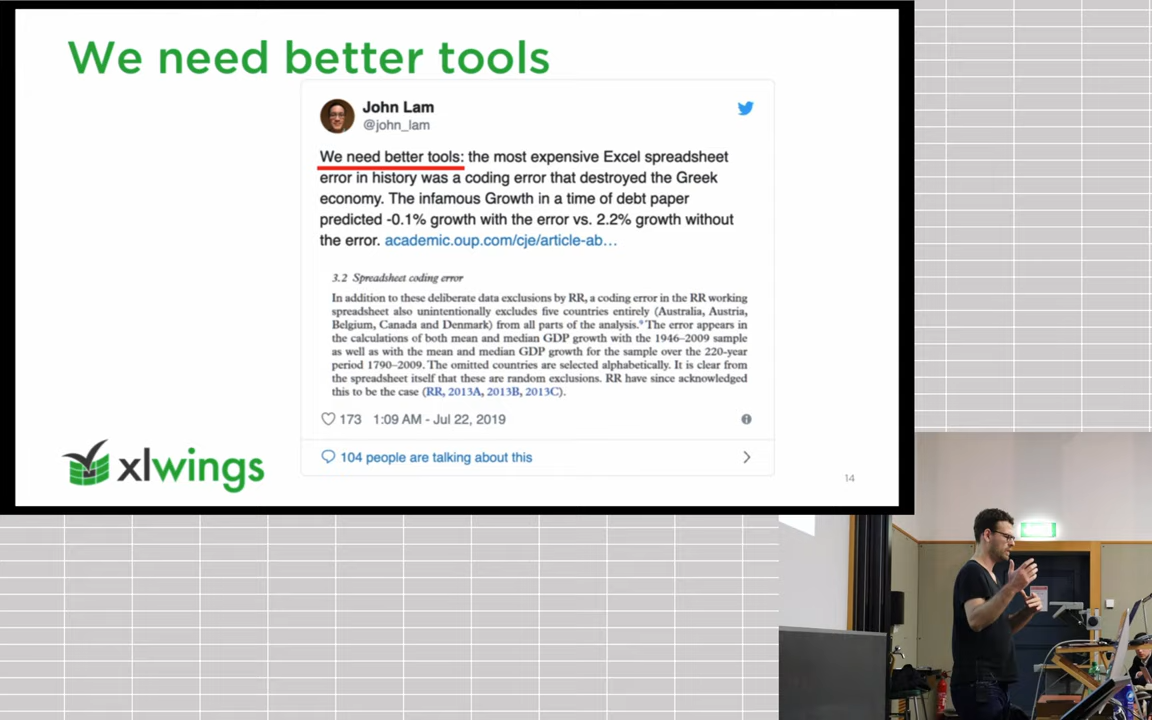 We need better tools
John Lam
@john_lam
We need better tools: the most expensive Excel spreadsheet
error in history was a coding error that destroyed the Greek
economy. The infamous Growth in a time of debt paper
predicted -0.1% growth with the error vs. 2.2% growth without
the error. academic.oup.com/cje/article-ab…
3.2 Spreadsheet coding error
In addition to these deliberate data exclusions by RR, a coding error in the RR working
spreadsheet also unintentionally excludes five countries entirely (Australia, Austria,
Belgium, Canada and Denmark) from all parts of the analysis.⁹ The error appears in
the calculations of both mean and median GDP growth with the 1946–2009 sample
as well as with the mean and median GDP growth for the sample over the 220-year
period 1790–2009. The omitted countries are selected alphabetically. It is clear from
the spreadsheet itself that these are random exclusions. RR have since acknowledged
this to be the case (RR, 2013A, 2013B, 2013C).
173 1:09 AM - Jul 22, 2019
104 people are talking about this
xlwings
14